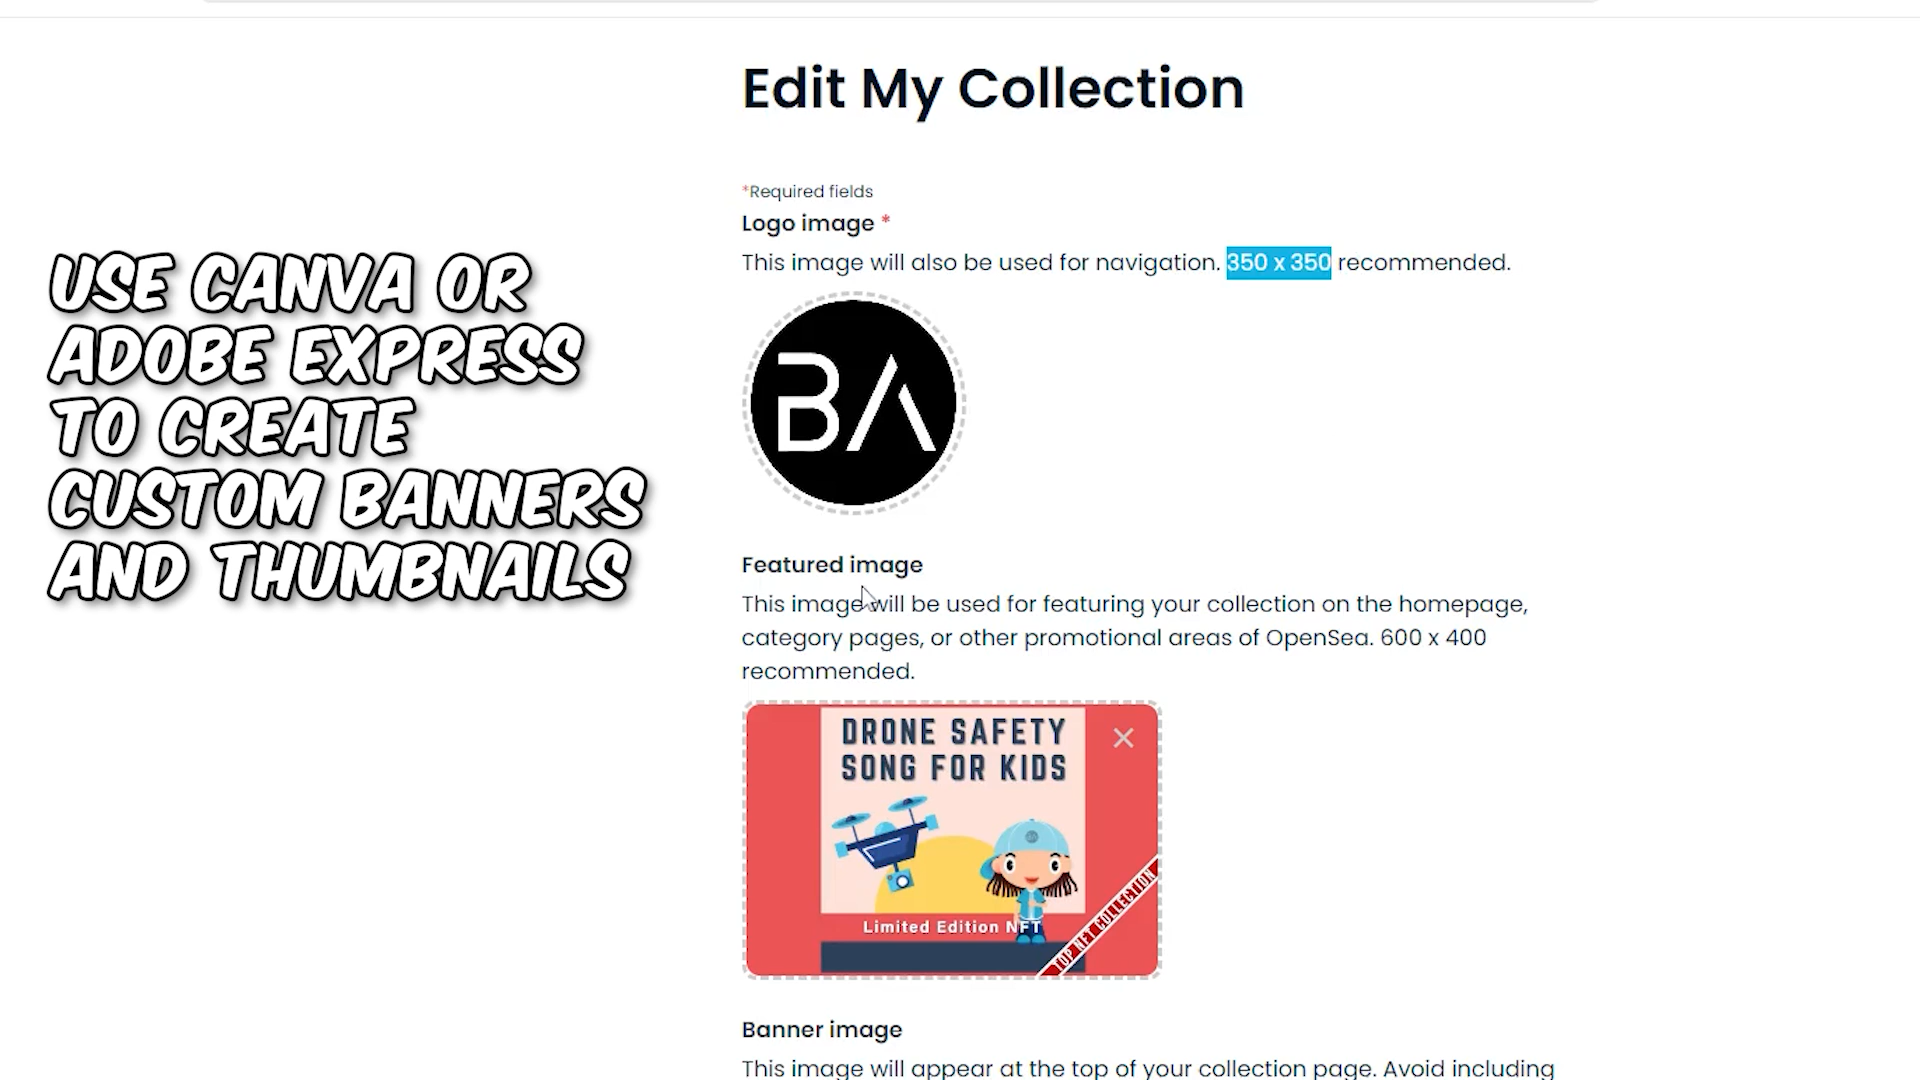 Edit My Collection
*Required fields
Logo image *
This image will also be used for navigation. 350 x 350 recommended.
BA
USE CANVA OR
ADOBE EXPRESS
TO CREATE
CUSTOM BANNERS
AND THUMBNAILS
Featured image
This image will be used for featuring your collection on the homepage,
category pages, or other promotional areas of OpenSea. 600 x 400
recommended.
DRONE SAFETY
SONG FOR KIDS
Limited Edition NFT
TOP NFT COLLECTION
Banner image
This image will appear at the top of your collection page. Avoid including